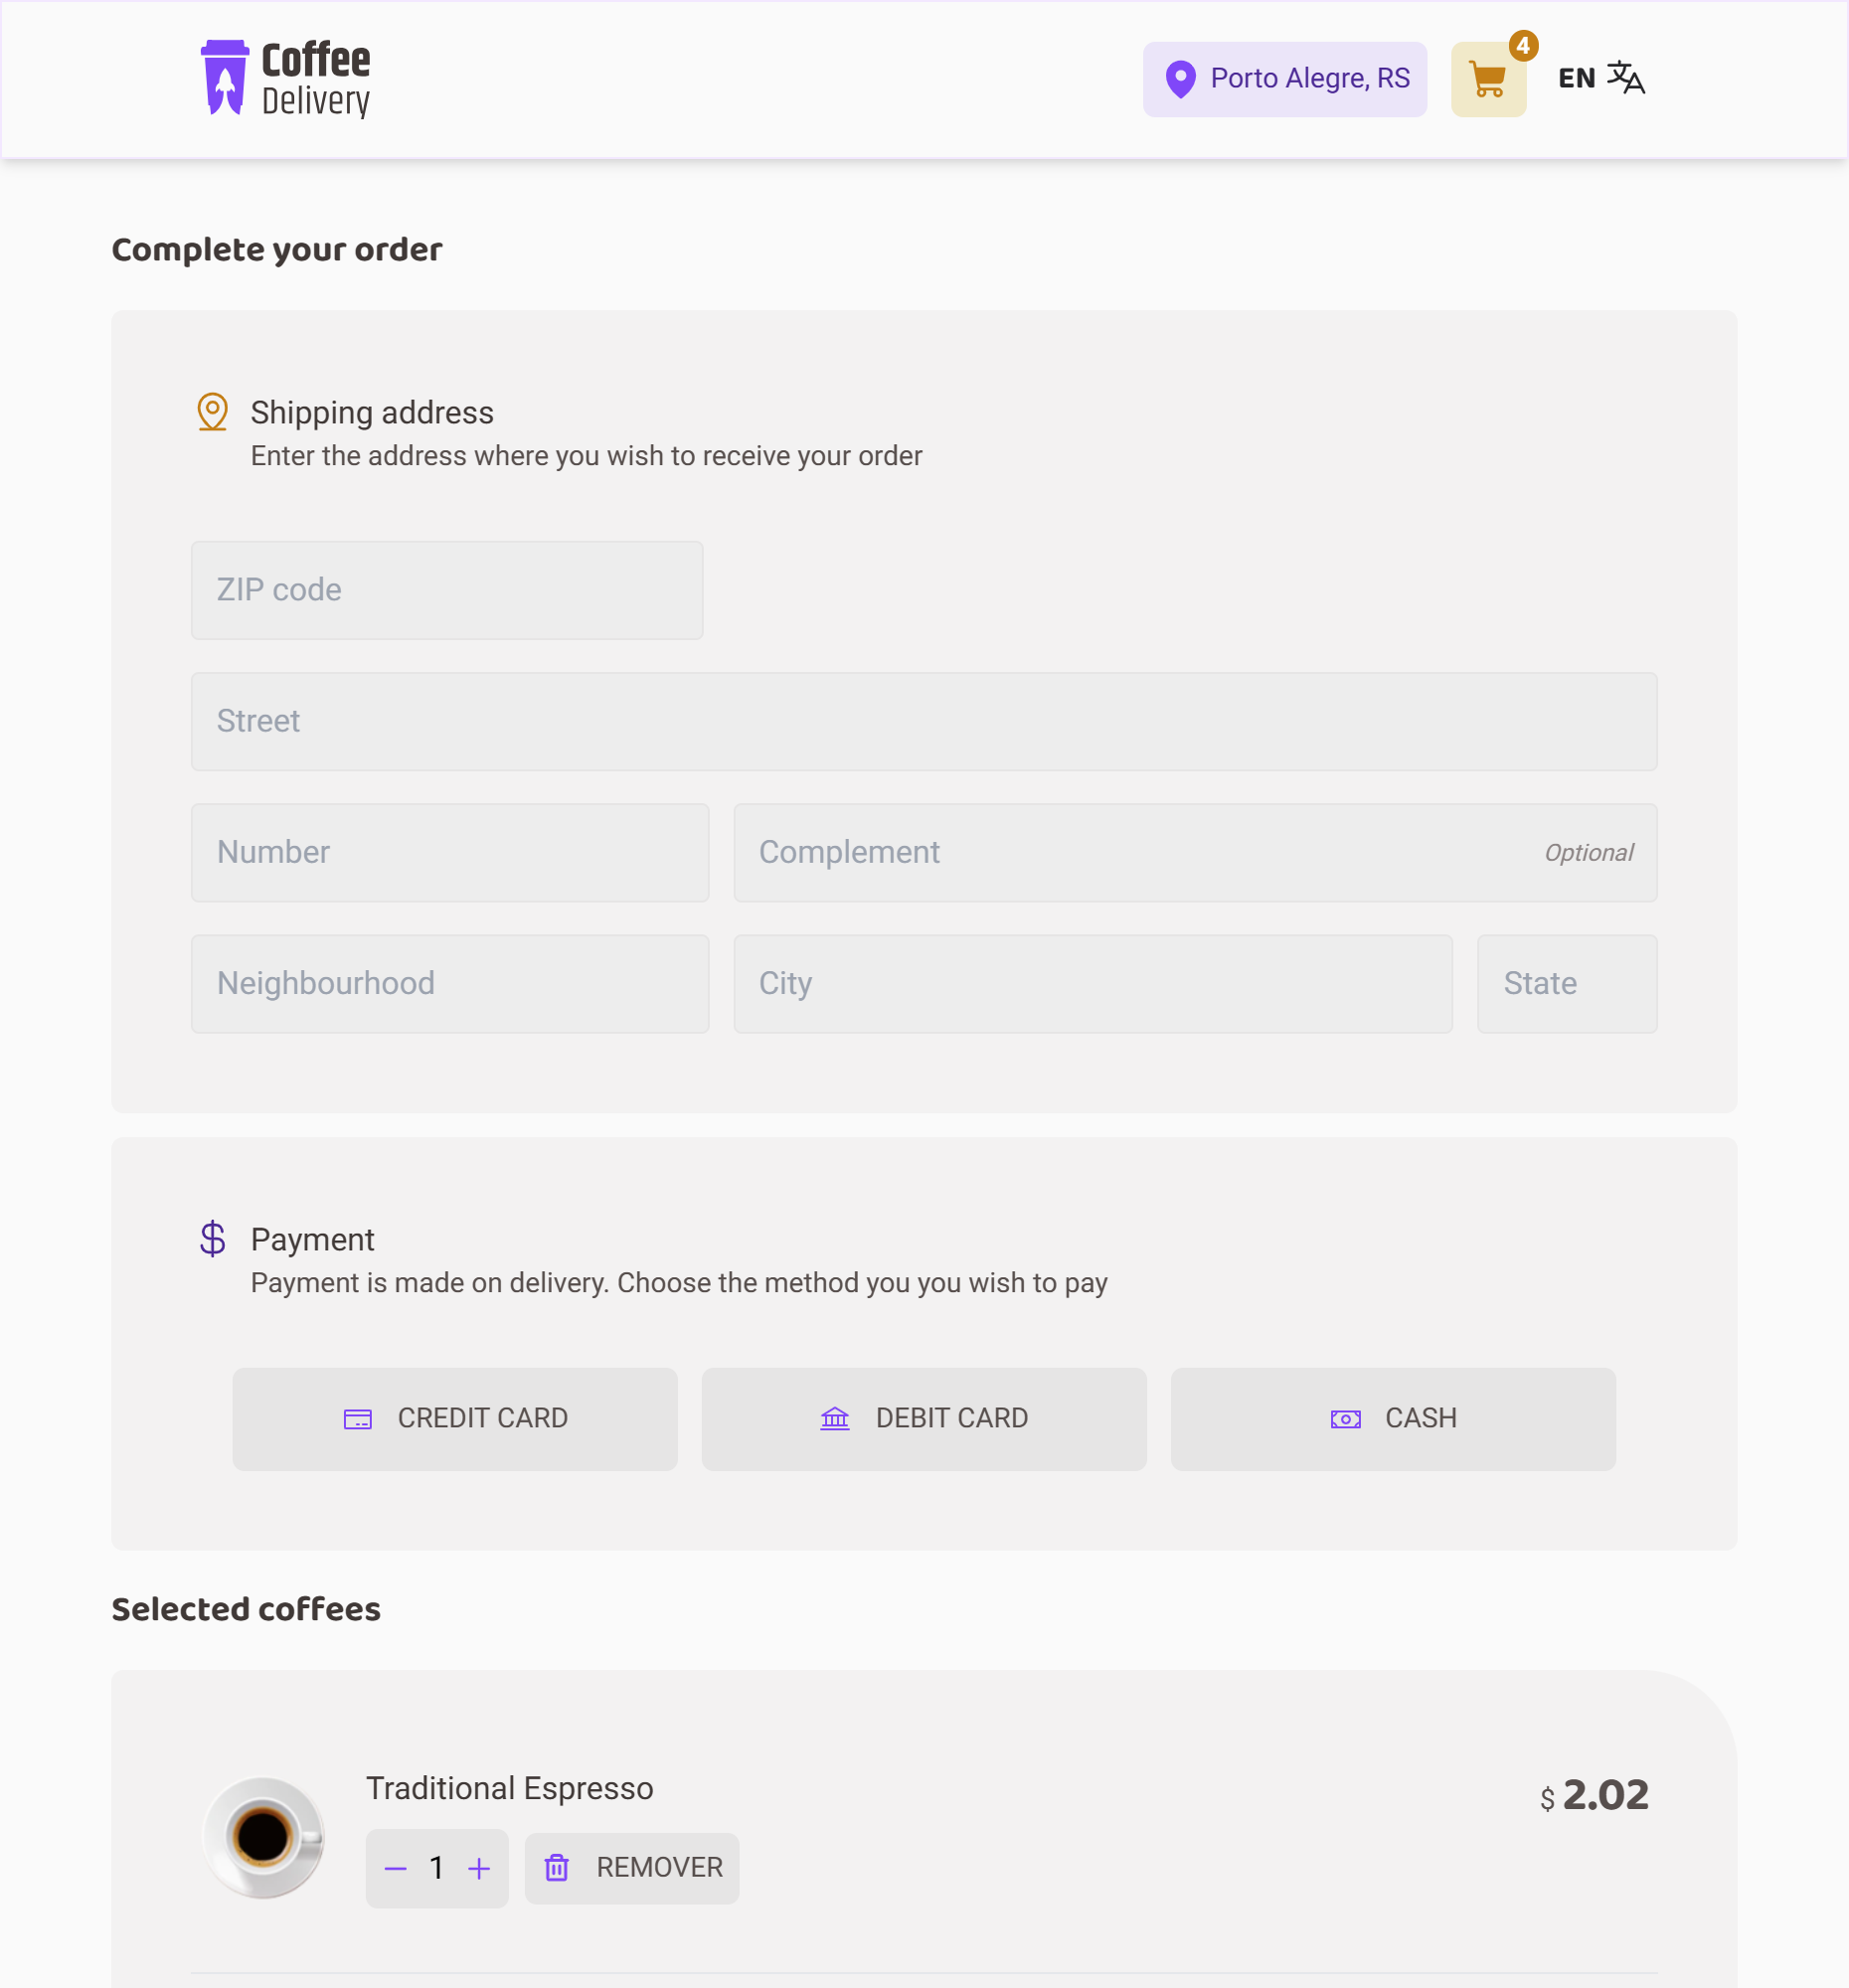 Coffee
Delivery
Porto Alegre, RS
4
EN
Complete your order
Shipping address
Enter the address where you wish to receive your order
ZIP code
Street
Number
Complement
Optional
Neighbourhood
City
State
Payment
Payment is made on delivery. Choose the method you you wish to pay
CREDIT CARD
DEBIT CARD
CASH
Selected coffees
Traditional Espresso
$ 2.02
1
REMOVER